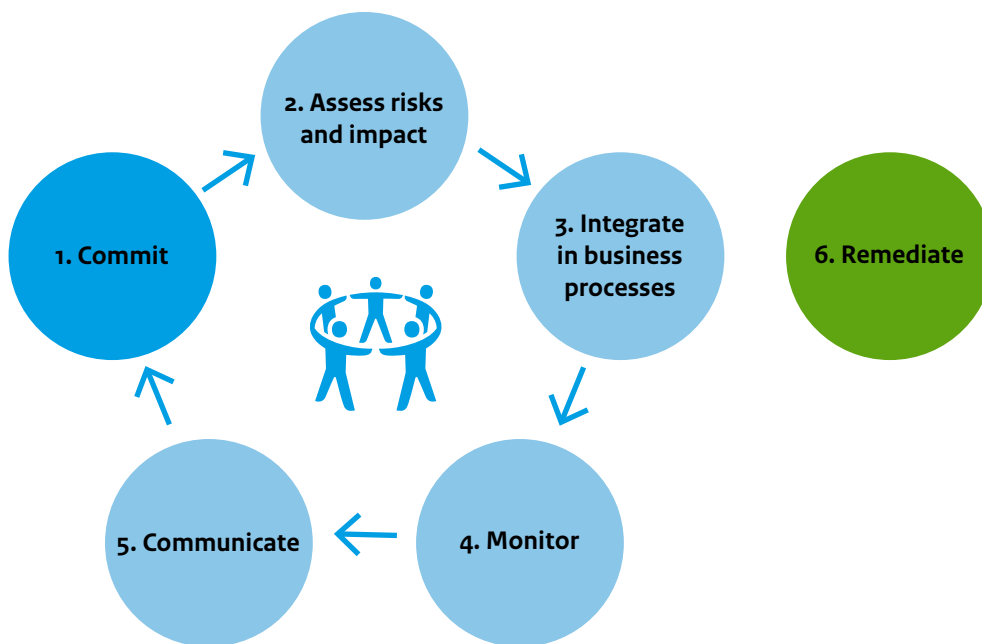 1. Commit
2. Assess risks
and impact
3. Integrate
in business
processes
4. Monitor
5. Communicate
6. Remediate